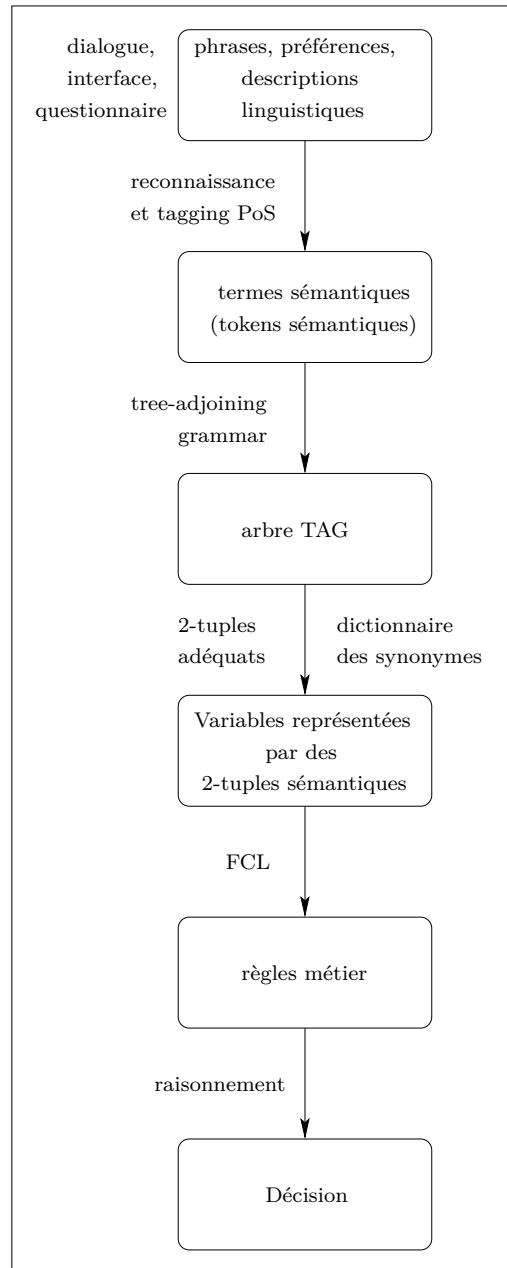 dialogue,
interface,
questionnaire
phrases, préférences,
descriptions
linguistiques
reconnaissance
et tagging PoS
termes sémantiques
(tokens sémantiques)
tree-adjoining
grammar
arbre TAG
2-tuples
adéquats
dictionnaire
des synonymes
Variables représentées
par des
2-tuples sémantiques
FCL
règles métier
raisonnement
Décision